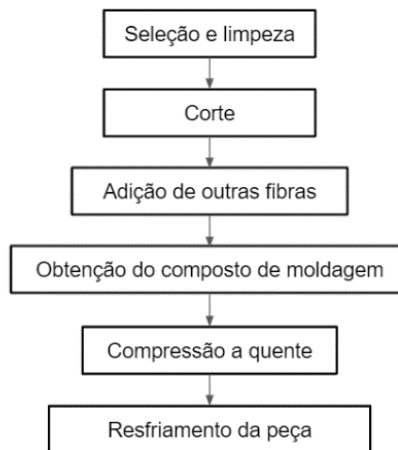 Seleção e limpeza
Corte
Adição de outras fibras
Obtenção do composto de moldagem
Compressão a quente
Resfriamento da peça